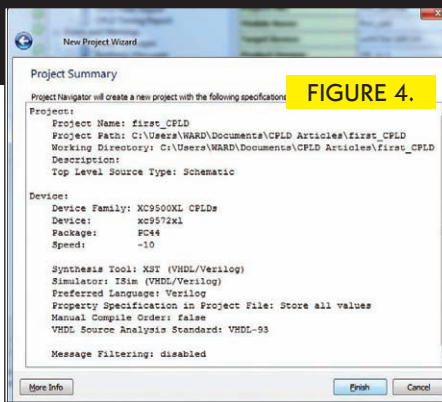 New Project Wizard
Project Summary
Project Navigator will create a new project with the following specifications
FIGURE 4.
Project:
Project Name: first_CPLD
Project Path: C:\Users\WARD\Documents\CPLD Articles\first_CPLD
Working Directory: C:\Users\WARD\Documents\CPLD Articles\first_CPLD
Description:
Top Level Source Type: Schematic
Device:
Device Family: XC9500XL CPLDs
Device: xc9572xl
Package: PC44
Speed: -10
Synthesis Tool: XST (VHDL/Verilog)
Simulator: ISim (VHDL/Verilog)
Preferred Language: Verilog
Property Specification in Project File: Store all values
Manual Compile Order: false
VHDL Source Analysis Standard: VHDL-93
Message Filtering: disabled
More Info
Finish
Cancel